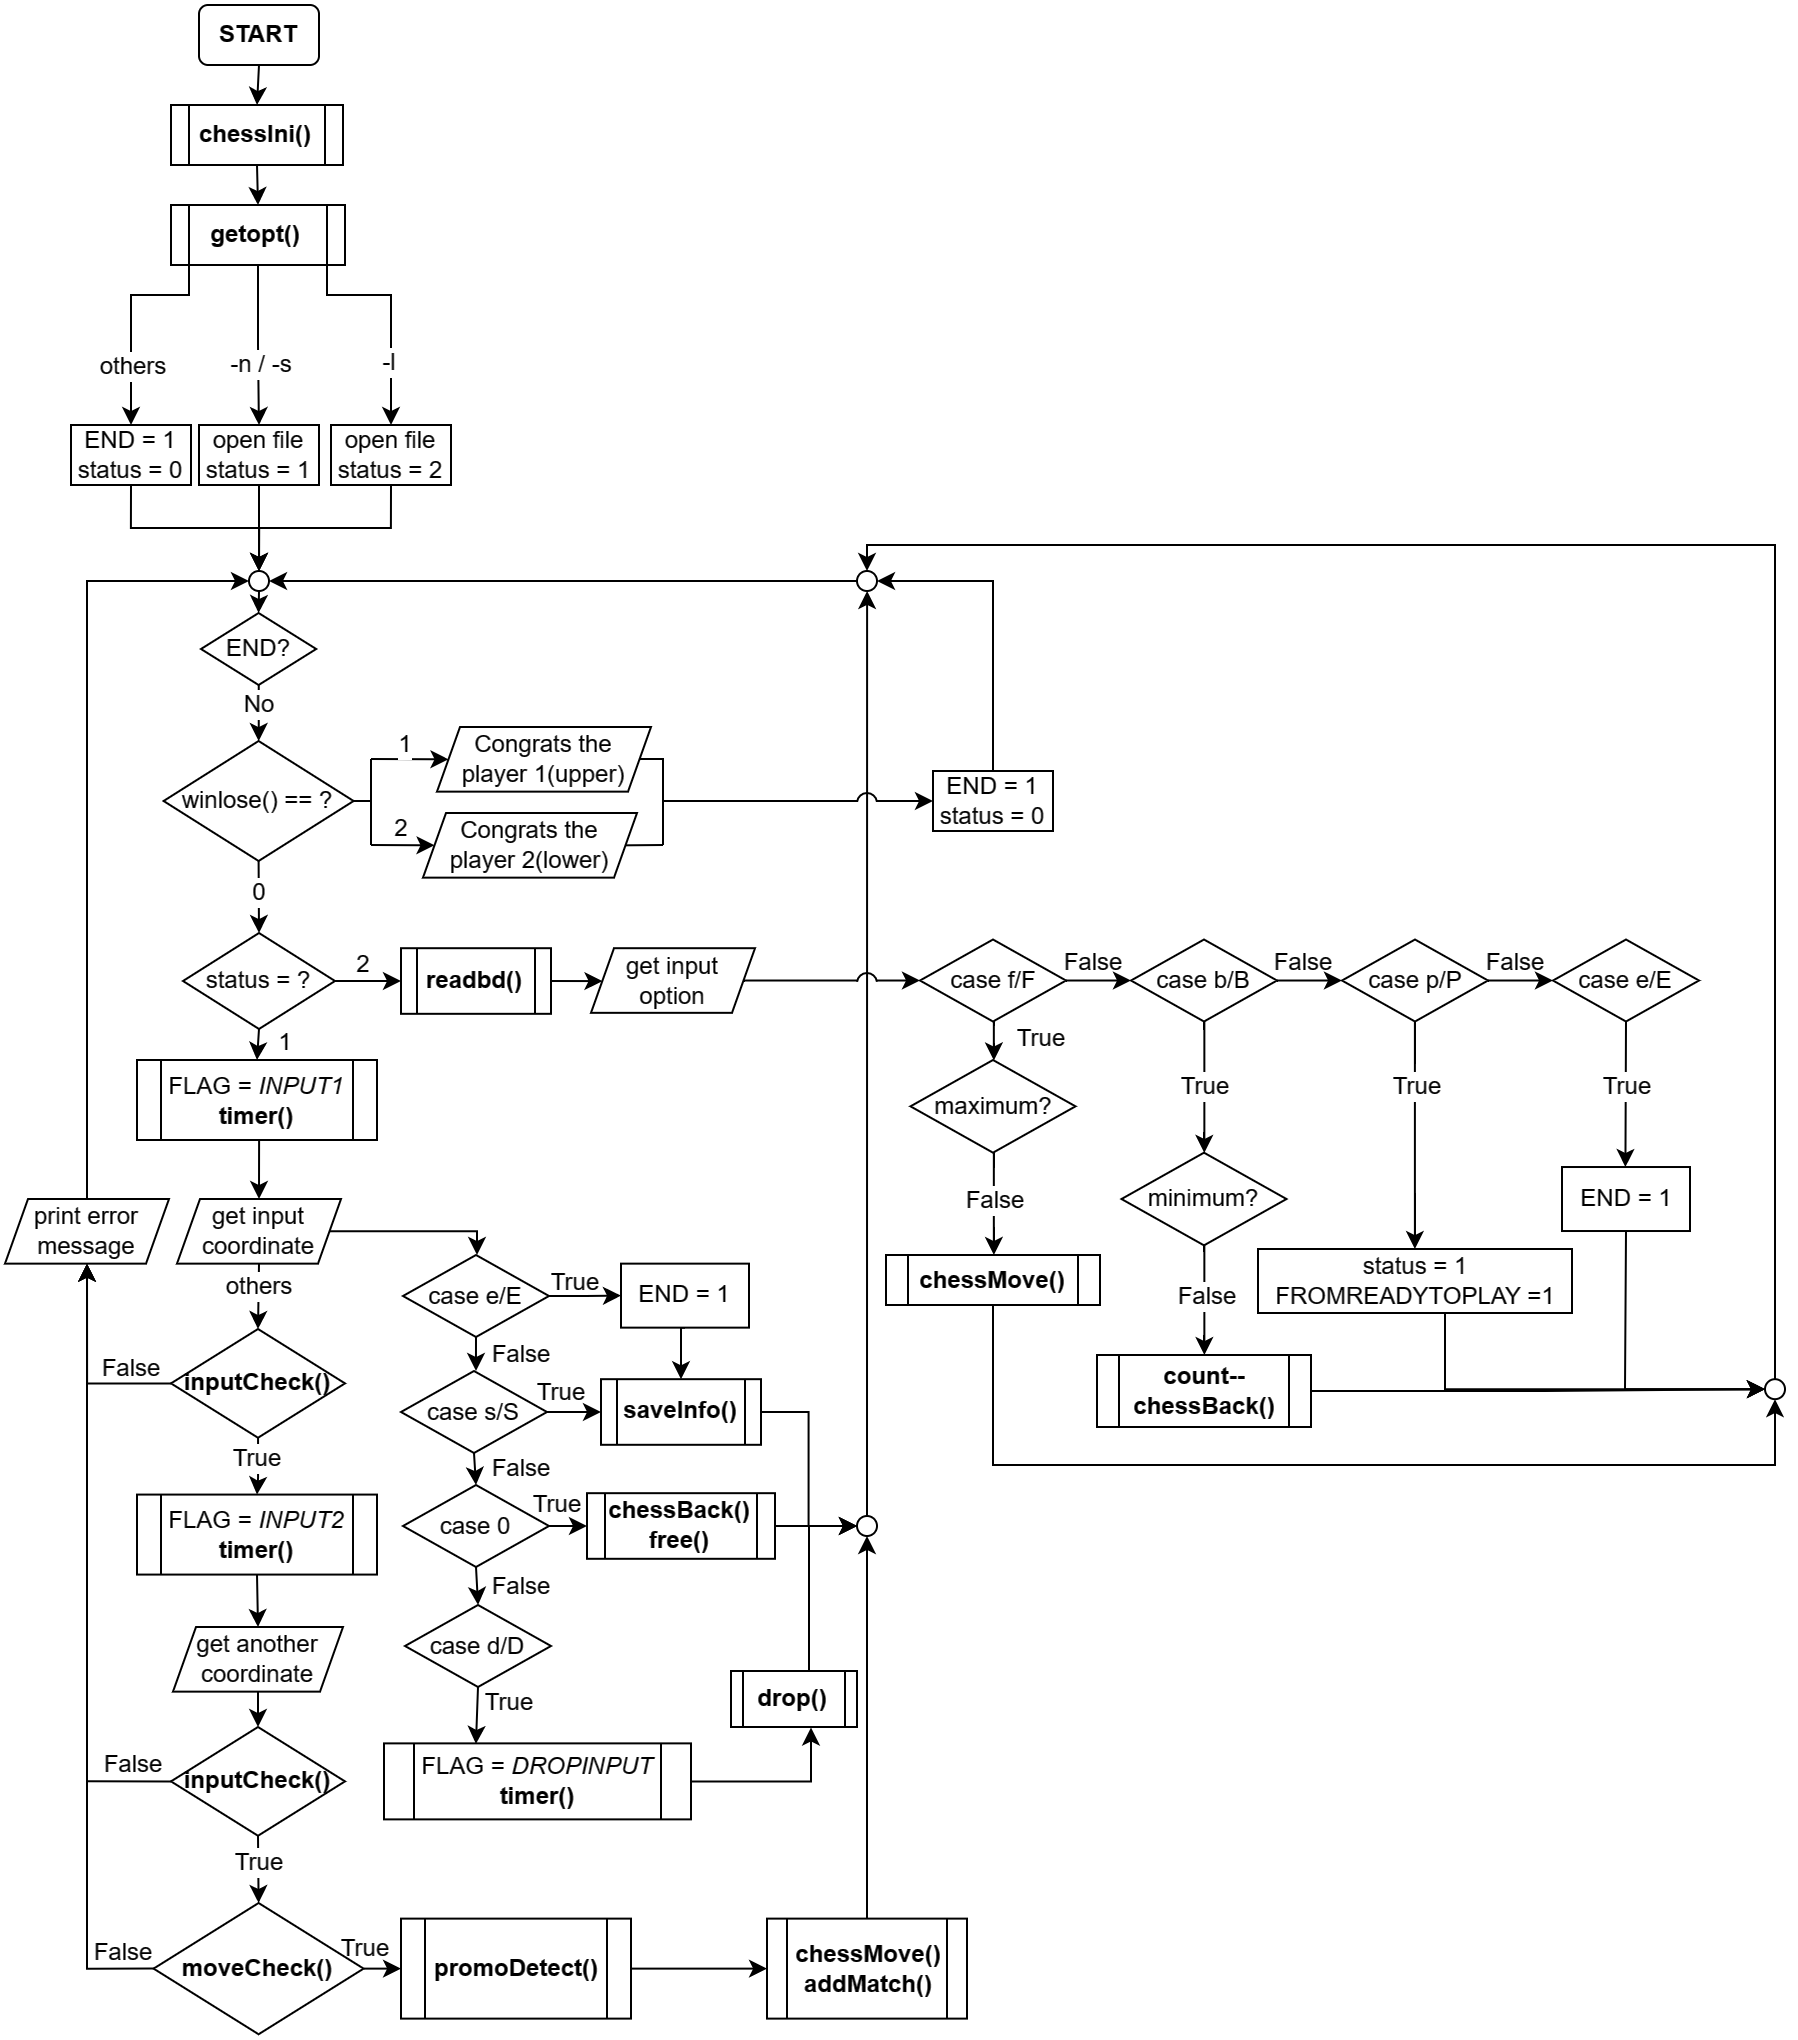 START
chessIni()
getopt()
others
-n / -s
-l
END = 1
status = 0
open file
status = 1
open file
status = 2
END?
No
winlose() == ?
1
Congrats the
player 1(upper)
2
Congrats the
player 2(lower)
END = 1
status = 0
0
status = ?
2
readbd()
get input
option
case f/F
False
case b/B
False
case p/P
False
case e/E
1
True
FLAG = INPUT1
timer()
maximum?
True
True
True
False
minimum?
END = 1
print error
message
get input
coordinate
others
case e/E
True
END = 1
chessMove()
False
status = 1
FROMREADYTOPLAY =1
False
inputCheck()
False
case s/S
True
saveInfo()
count--
chessBack()
True
False
FLAG = INPUT2
timer()
case 0
True
chessBack()
free()
False
get another
coordinate
case d/D
True
drop()
False
inputCheck()
FLAG = DROPINPUT
timer()
True
False
moveCheck()
True
promoDetect()
chessMove()
addMatch()